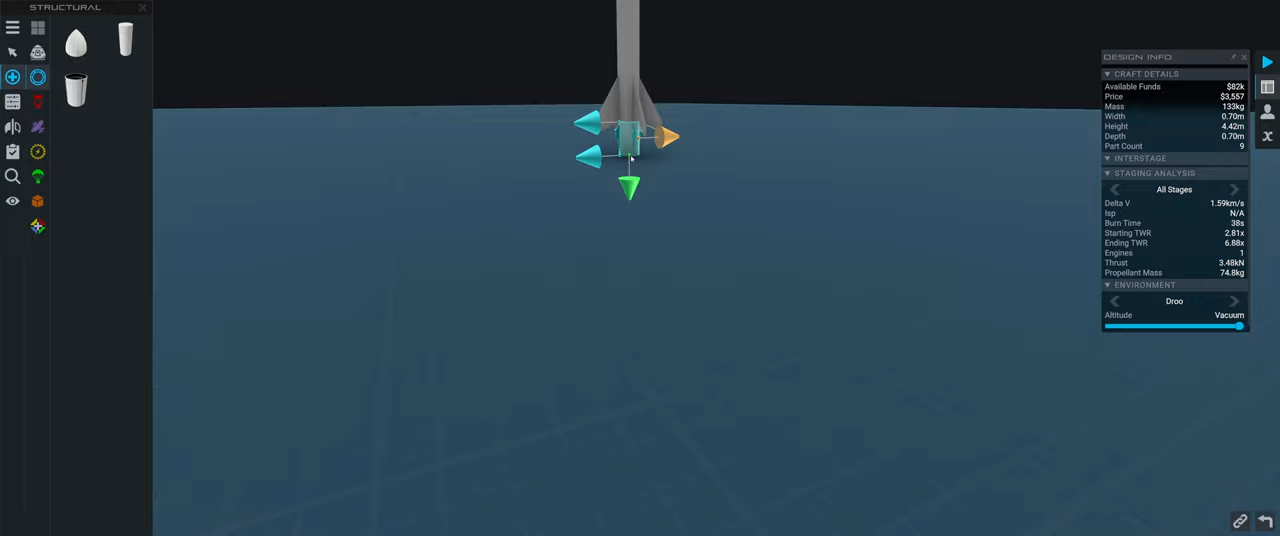 STRUCTURAL
DESIGN INFO
CRAFT DETAILS
Available Funds $82k
Price $3,557
Mass 133kg
Width 0.70m
Height 4.42m
Depth 0.70m
Part Count 9
INTERSTAGE
STAGING ANALYSIS
All Stages
Delta V 1.59km/s
Isp N/A
Burn Time 38s
Starting TWR 2.81x
Ending TWR 6.88x
Engines 1
Thrust 3.48kN
Propellant Mass 74.8kg
ENVIRONMENT
Droo
Altitude Vacuum